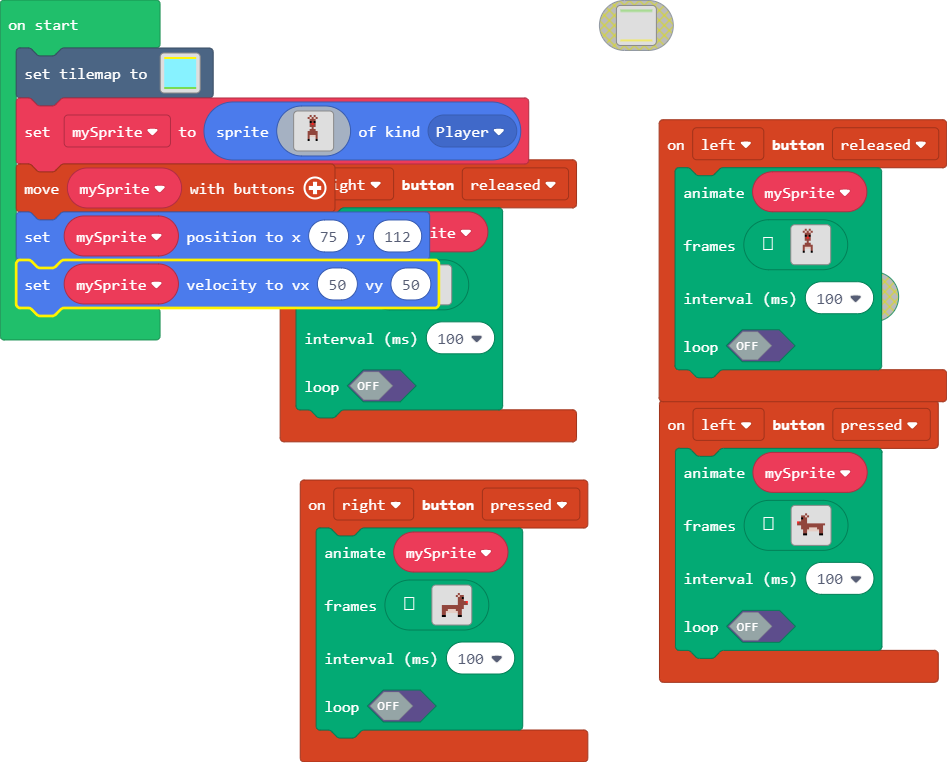 on start
set tilemap to
set mySprite to sprite of kind Player
move mySprite with buttons
set mySprite position to x 75 y 112
set mySprite velocity to vx 50 vy 50
ght button released
ite
interval (ms) 100
loop OFF
on right button pressed
animate mySprite
frames
interval (ms) 100
loop OFF
on left button released
animate mySprite
frames
interval (ms) 100
loop OFF
on left button pressed
animate mySprite
frames
interval (ms) 100
loop OFF